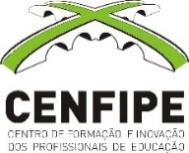 CENFIPE
CENTRO DE FORMAÇÃO E INOVAÇÃO
DOS PROFISSIONAIS DE EDUCAÇÃO